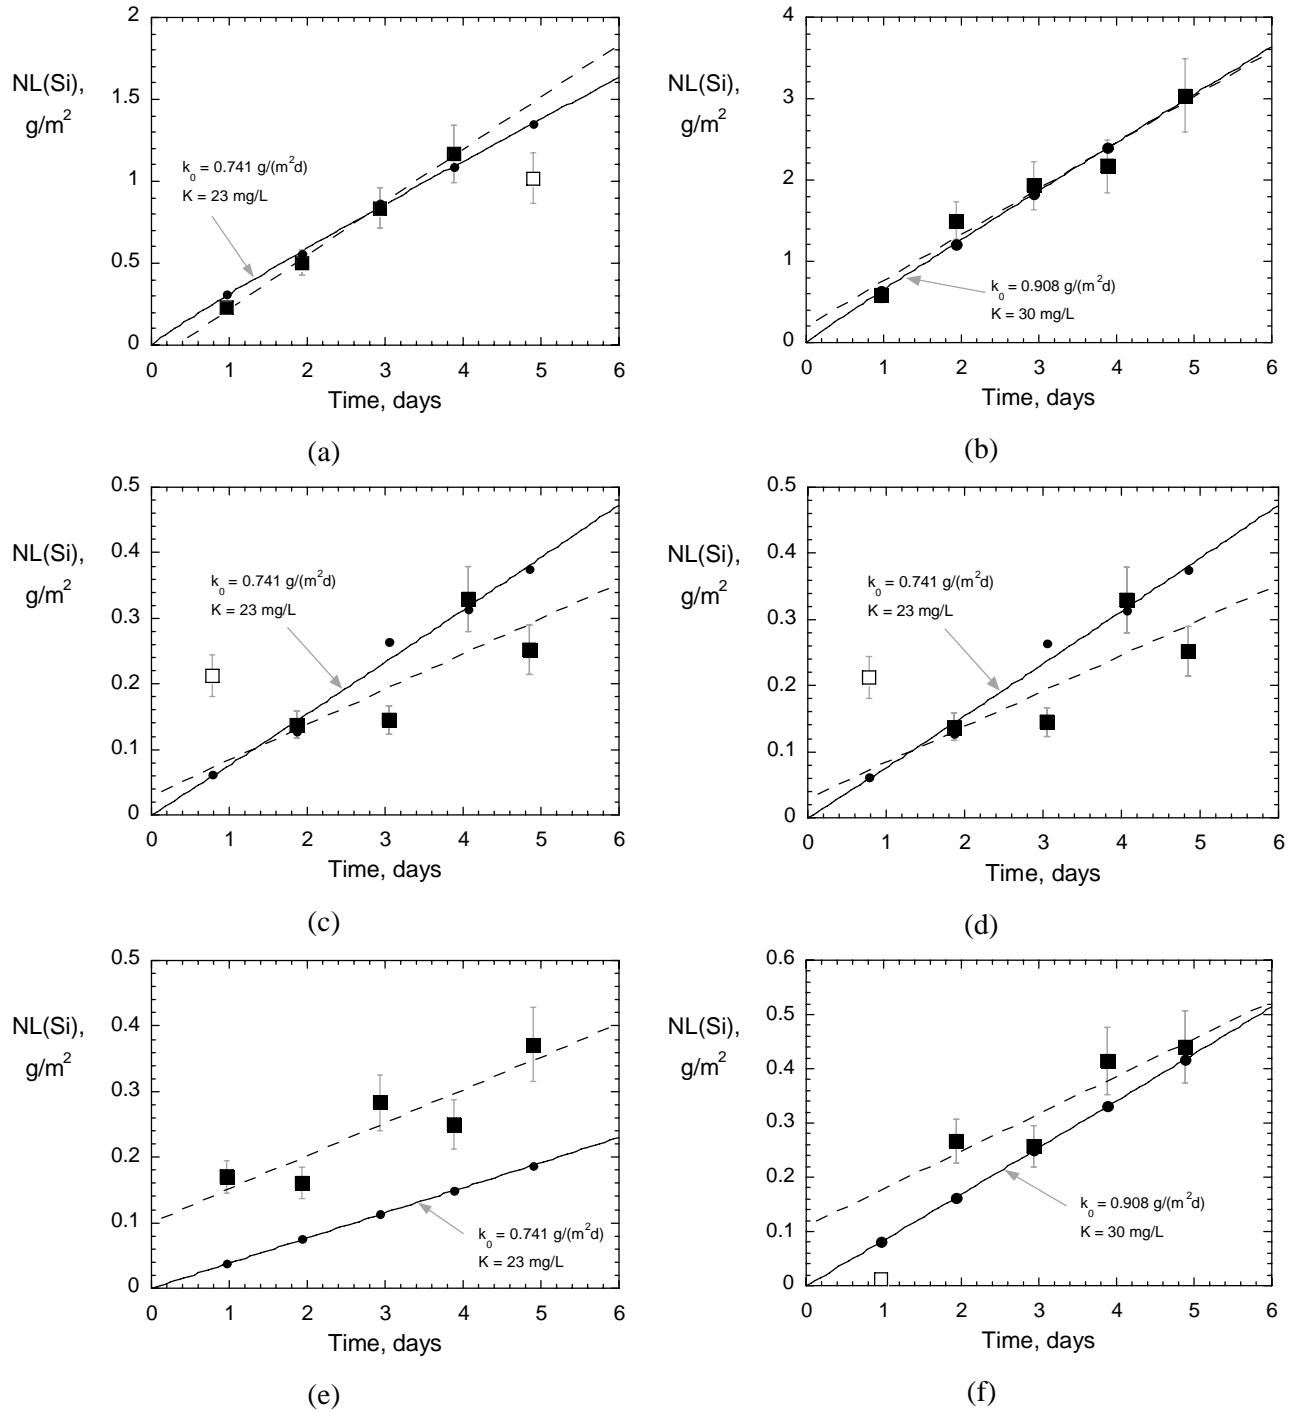 2
1.5
1
0.5
0
NL(Si),
g/m²
k₀ = 0.741 g/(m²d)
K = 23 mg/L
0 1 2 3 4 5 6
Time, days
(a)
4
3
2
1
0
NL(Si),
g/m²
k₀ = 0.908 g/(m²d)
K = 30 mg/L
0 1 2 3 4 5 6
Time, days
(b)
0.5
0.4
0.3
0.2
0.1
0
NL(Si),
g/m²
k₀ = 0.741 g/(m²d)
K = 23 mg/L
0 1 2 3 4 5 6
Time, days
(c)
0.5
0.4
0.3
0.2
0.1
0
NL(Si),
g/m²
k₀ = 0.741 g/(m²d)
K = 23 mg/L
0 1 2 3 4 5 6
Time, days
(d)
0.5
0.4
0.3
0.2
0.1
0
NL(Si),
g/m²
k₀ = 0.741 g/(m²d)
K = 23 mg/L
0 1 2 3 4 5 6
Time, days
(e)
0.6
0.5
0.4
0.3
0.2
0.1
0
NL(Si),
g/m²
k₀ = 0.908 g/(m²d)
K = 30 mg/L
0 1 2 3 4 5 6
Time, days
(f)